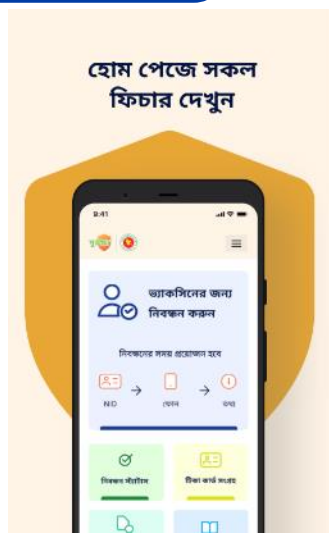 হোম পেজে সকল
ফিচার দেখুন
9:41
ভ্যাকসিনের জন্য
নিবন্ধন করুন
নিবন্ধনের সময় প্রয়োজন হবে
NID
ফোন
তথ্য
নিবন্ধন স্ট্যাটাস
টিকা কার্ড সংগ্রহ